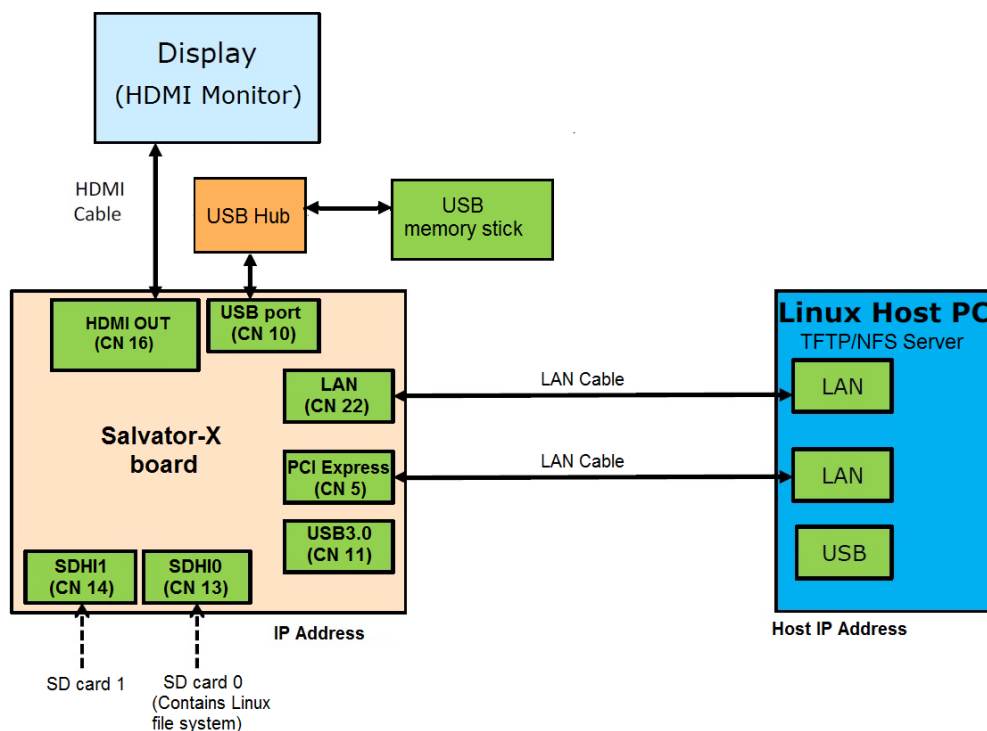 Display
(HDMI Monitor)
HDMI
Cable
USB Hub
USB
memory stick
HDMI OUT
(CN 16)
USB port
(CN 10)
LAN
(CN 22)
Salvator-X
board
PCI Express
(CN 5)
USB3.0
(CN 11)
SDHI1
(CN 14)
SDHI0
(CN 13)
IP Address
SD card 1
SD card 0
(Contains Linux
file system)
LAN Cable
LAN Cable
Linux Host PC
TFTP/NFS Server
LAN
LAN
USB
Host IP Address